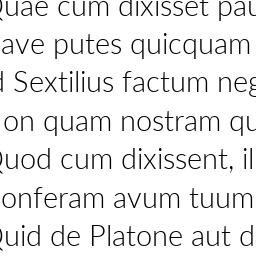 Quae cum dixisset pau
ave putes quicquam
d Sextilius factum neg
on quam nostram qu
Quod cum dixissent, il
onferam avum tuum
Quid de Platone aut d